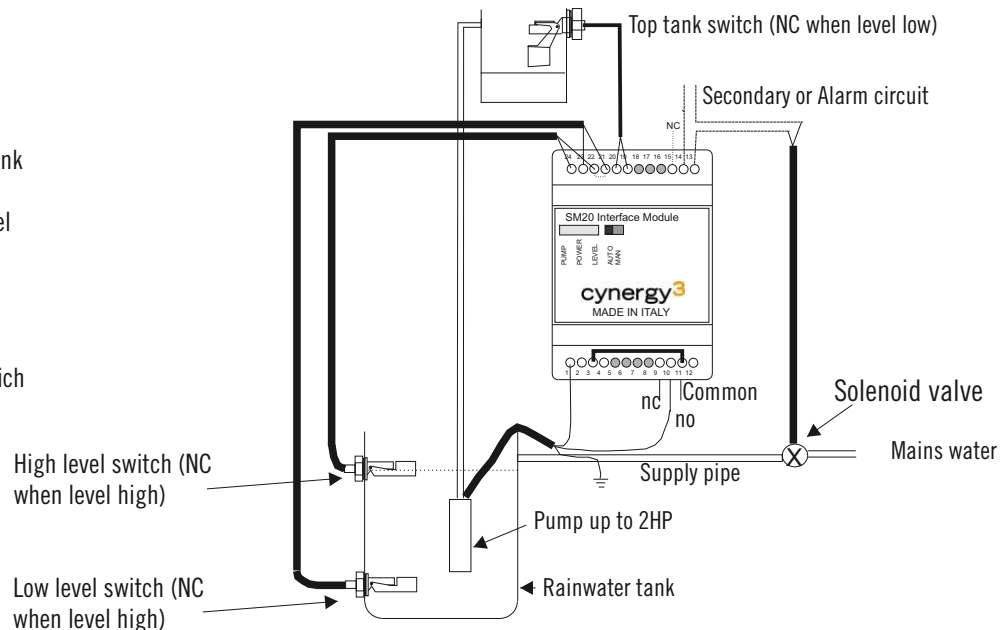 Top tank switch (NC when level low)
Secondary or Alarm circuit
NC
nk
el
ich
24 23 22 21 20 19 18 17 16 15 14 13
SM20 Interface Module
PUMP
POWER
LEVEL
AUTO
MAN
cynergy3
MADE IN ITALY
1 2 3 4 5 6 7 8 9 10 11 12
nc
Common
no
Solenoid valve
X
Mains water
Supply pipe
High level switch (NC
when level high)
Pump up to 2HP
Low level switch (NC
when level high)
Rainwater tank